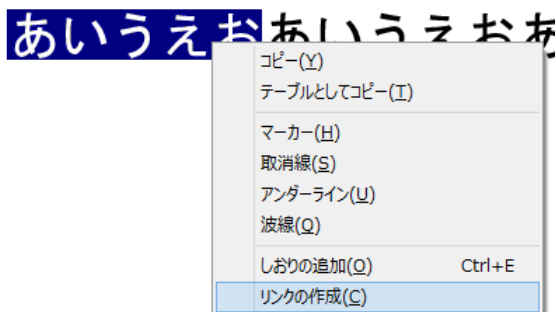 あいうえおあいうえおあ
コピー(Y)
テーブルとしてコピー(T)
マーカー(H)
取消線(S)
アンダーライン(U)
波線(Q)
しおりの追加(O) Ctrl+E
リンクの作成(C)